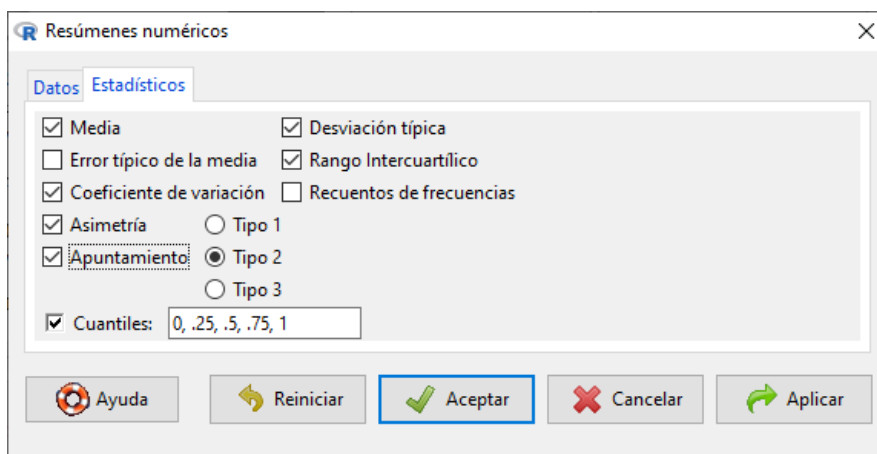 Resúmenes numéricos
Datos Estadísticos
Media Desviación típica
Error típico de la media Rango Intercuartílico
Coeficiente de variación Recuentos de frecuencias
Asimetría Tipo 1
Apuntamiento Tipo 2
Tipo 3
Cuantiles: 0, .25, .5, .75, 1
Ayuda Reiniciar Aceptar Cancelar Aplicar